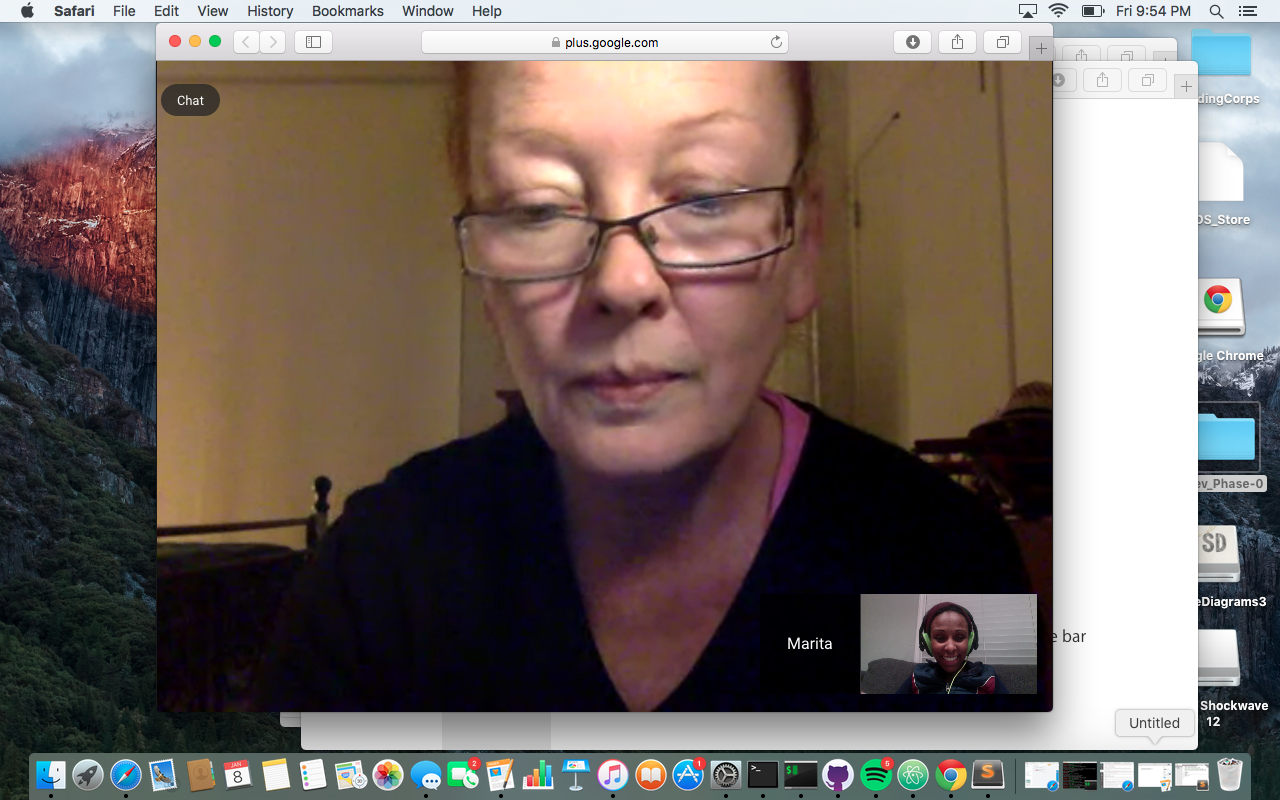 Safari File Edit View History Bookmarks Window Help Fri 9:54 PM
plus.google.com
Chat
dingCorps
DS_Store
gle Chrome
ev_Phase-0
SD
eDiagrams3
Marita
e bar
Shockwave
12
Untitled
JAN
8
2
1
5